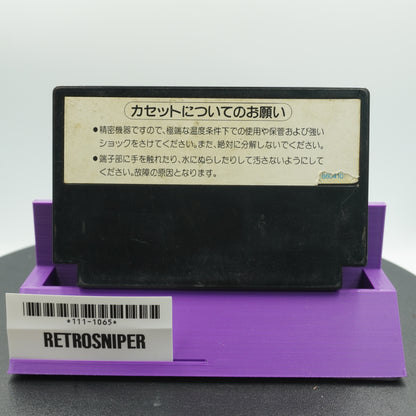 カセットについてのお願い
●精密機器ですので、極端な温度条件下での使用や保管および強い
ショックをさけてください。また、絶対に分解しないでください。
●端子部に手を触れたり、水にぬらしたりして汚さないようにして
ください。故障の原因となります。
*111-1065*
RETROSNIPER